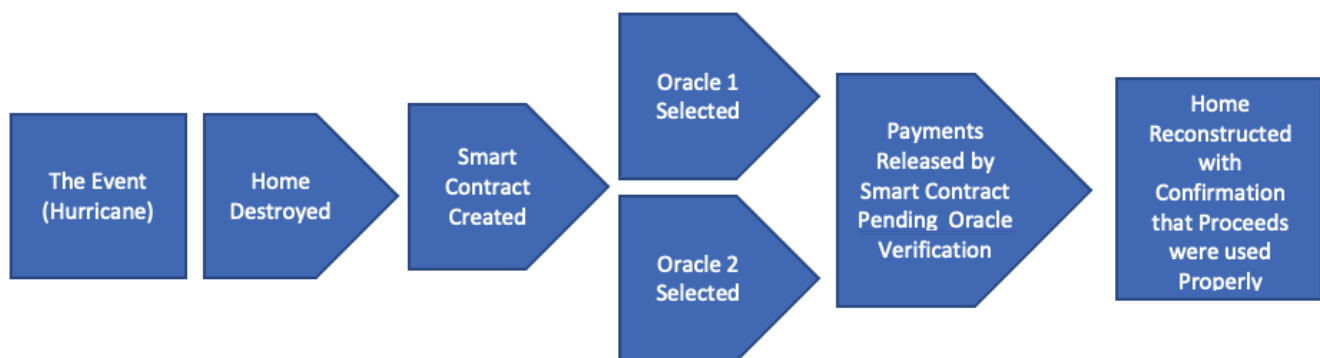 The Event
(Hurricane)
Home
Destroyed
Smart
Contract
Created
Oracle 1
Selected
Oracle 2
Selected
Payments
Released by
Smart Contract
Pending Oracle
Verification
Home
Reconstructed
with
Confirmation
that Proceeds
were used
Properly